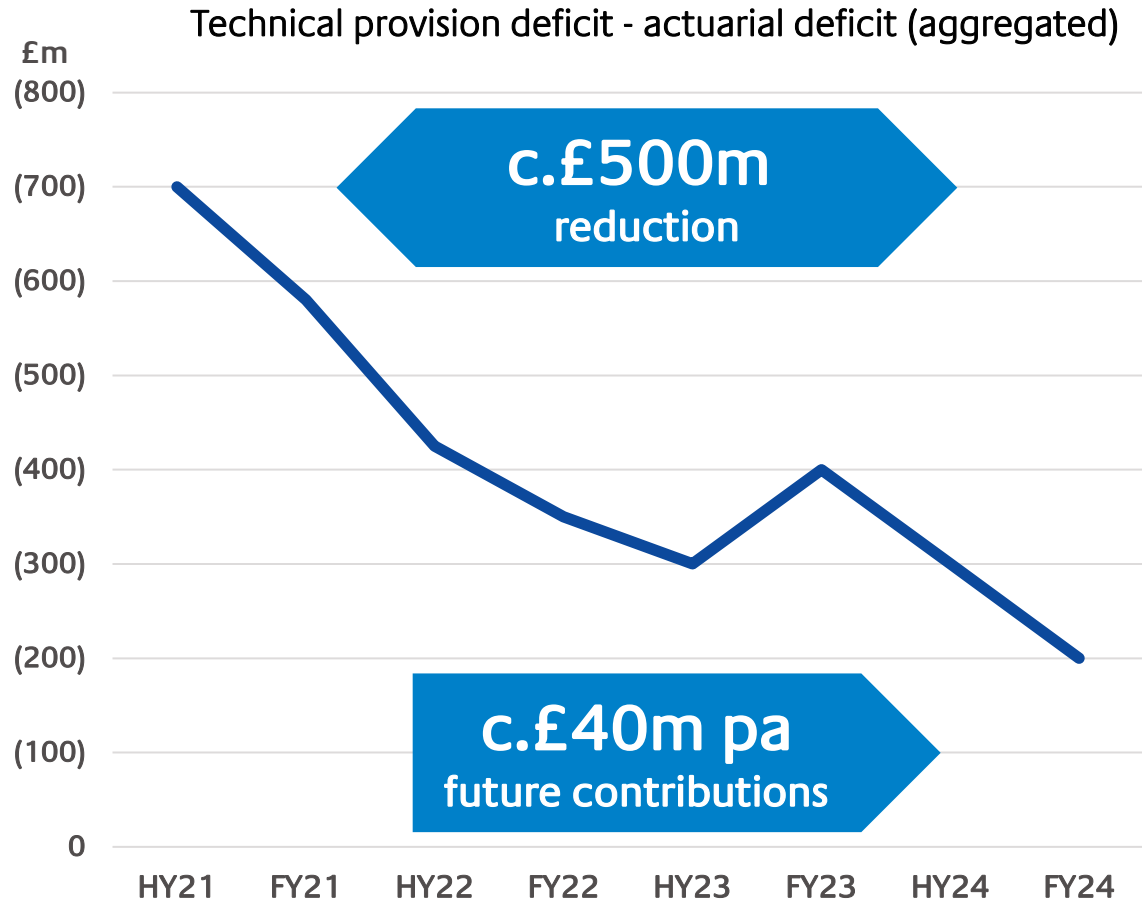 Technical provision deficit - actuarial deficit (aggregated)
£m
(800)
(700)
(600)
(500)
(400)
(300)
(200)
(100)
0
c.£500m
reduction
c.£40m pa
future contributions
HY21 FY21 HY22 FY22 HY23 FY23 HY24 FY24